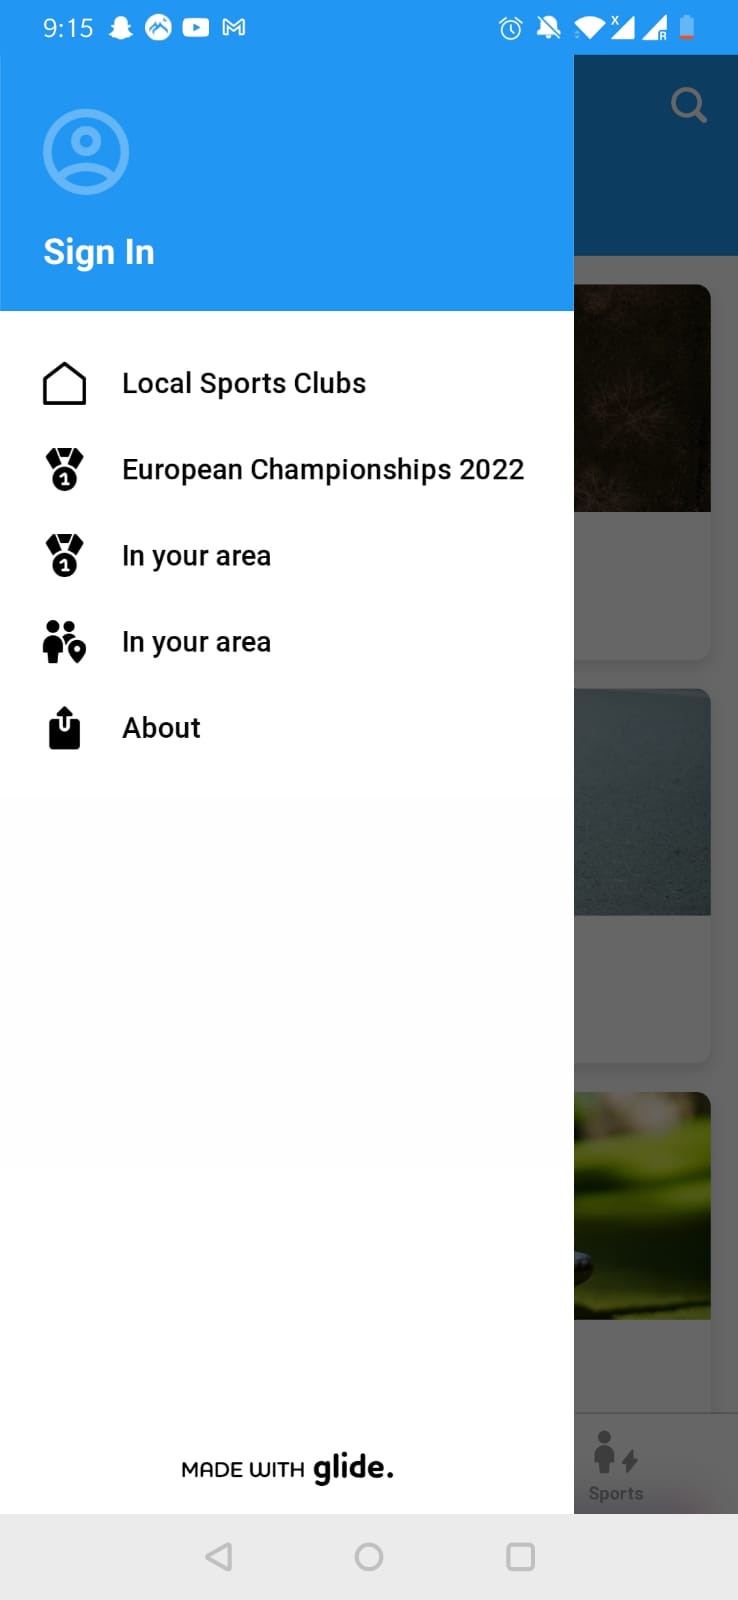 9:15
Sign In
Local Sports Clubs
European Championships 2022
In your area
In your area
About
MADE WITH glide.
Sports